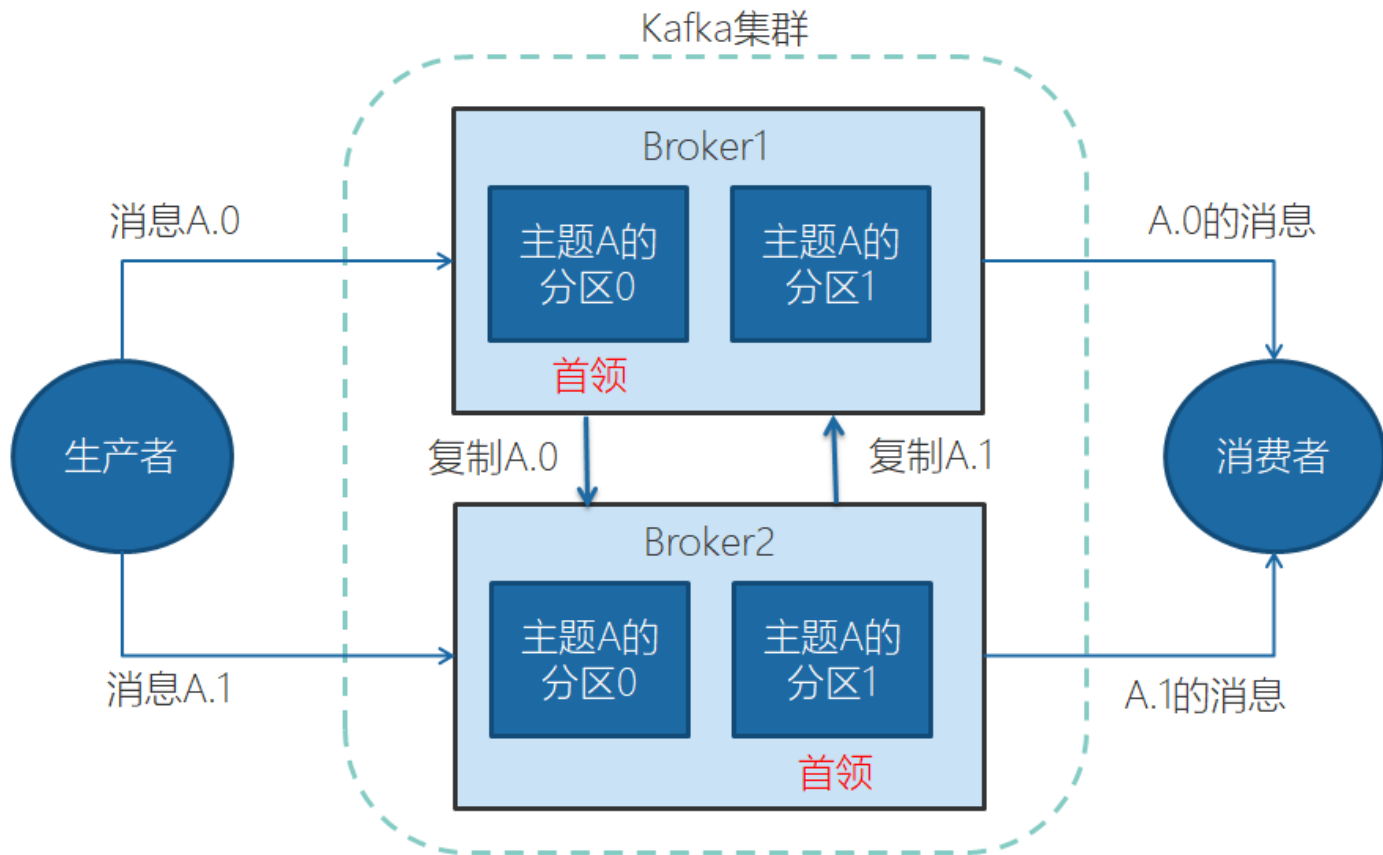 Kafka集群
Broker1
消息A.0
主题A的
分区0
主题A的
分区1
A.0的消息
首领
生产者
复制A.0
复制A.1
消费者
Broker2
主题A的
分区0
主题A的
分区1
消息A.1
A.1的消息
首领